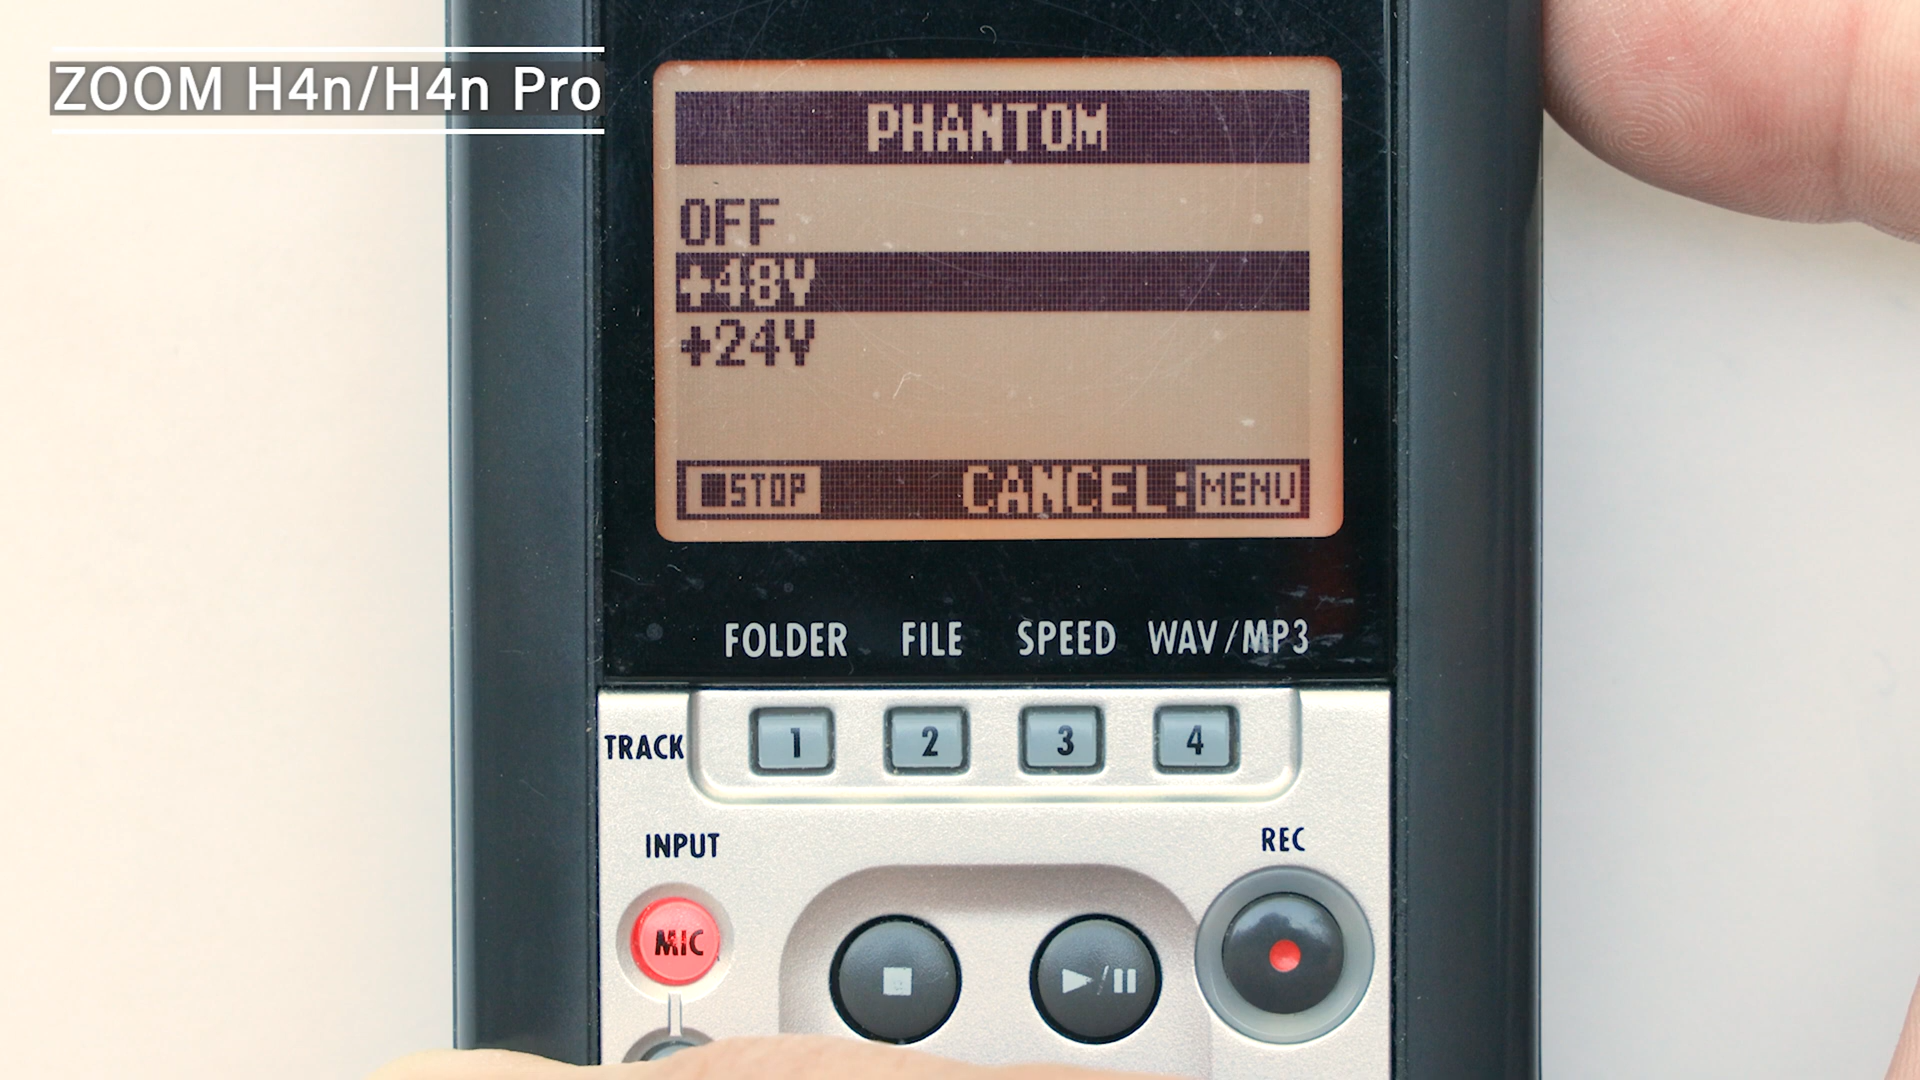 ZOOM H4n/H4n Pro
PHANTOM
OFF
+48V
+24V
STOP CANCEL:MENU
FOLDER FILE SPEED WAV/MP3
TRACK 1 2 3 4
INPUT REC
MIC